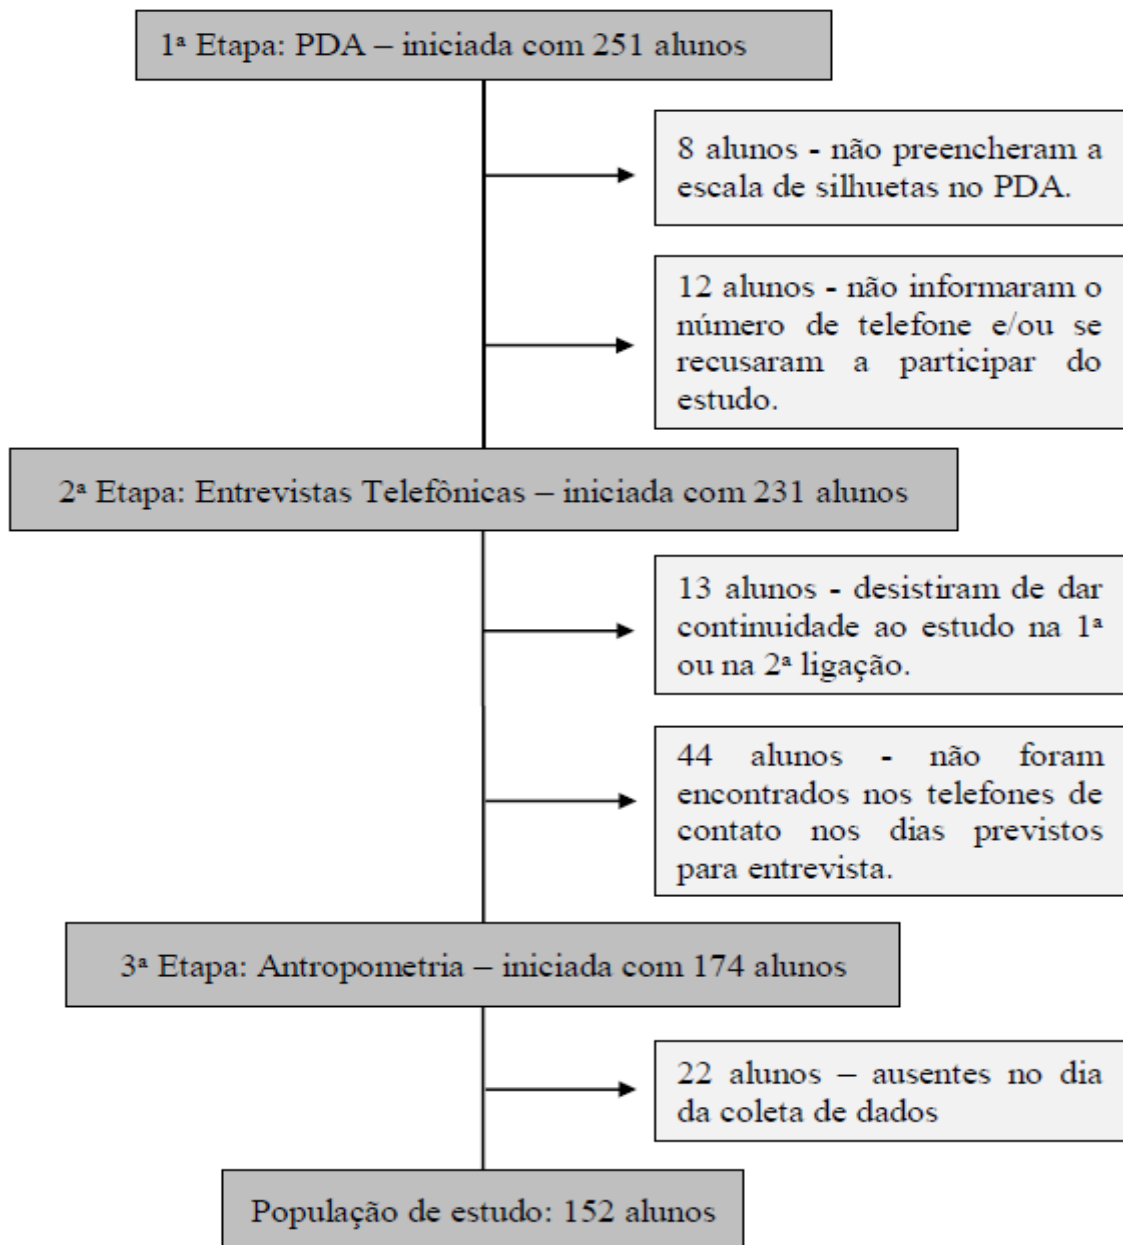 1ª Etapa: PDA – iniciada com 251 alunos
8 alunos - não preencheram a
escala de silhuetas no PDA.
12 alunos - não informaram o
número de telefone e/ou se
recusaram a participar do
estudo.
2ª Etapa: Entrevistas Telefônicas – iniciada com 231 alunos
13 alunos - desistiram de dar
continuidade ao estudo na 1ª
ou na 2ª ligação.
44 alunos - não foram
encontrados nos telefones de
contato nos dias previstos
para entrevista.
3ª Etapa: Antropometria – iniciada com 174 alunos
22 alunos – ausentes no dia
da coleta de dados
População de estudo: 152 alunos